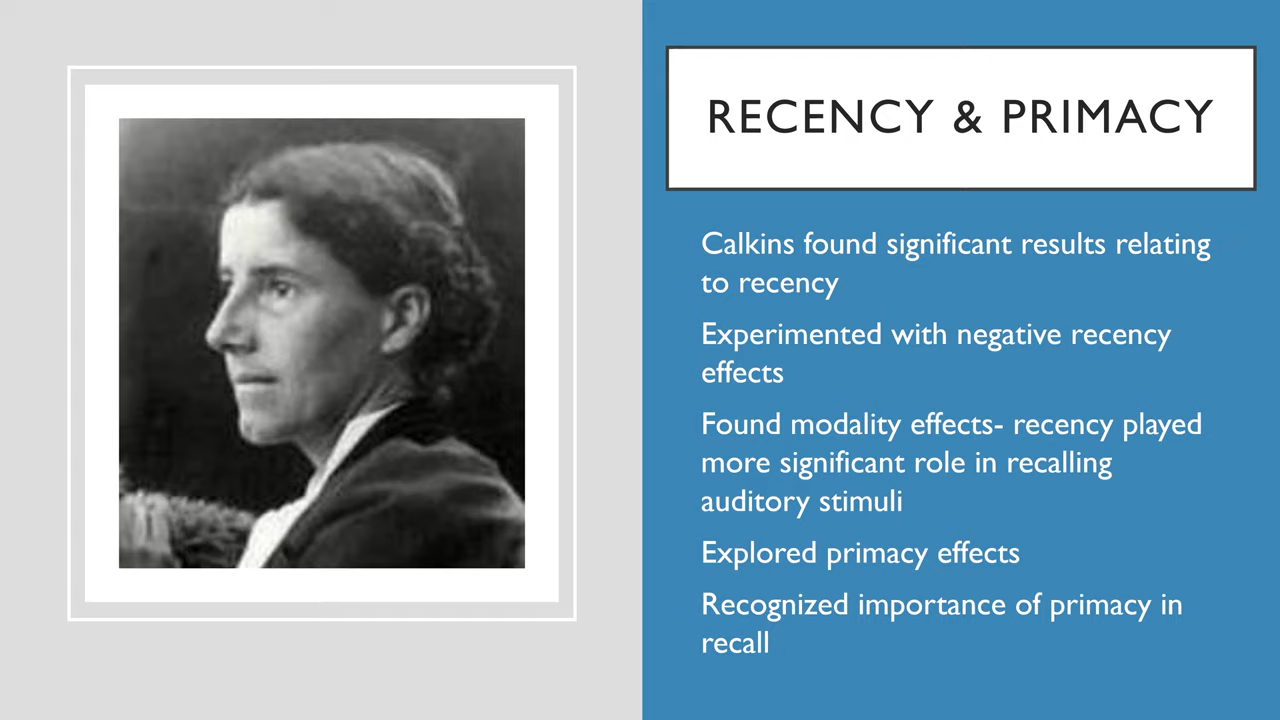 RECENCY & PRIMACY
Calkins found significant results relating
to recency
Experimented with negative recency
effects
Found modality effects- recency played
more significant role in recalling
auditory stimuli
Explored primacy effects
Recognized importance of primacy in
recall